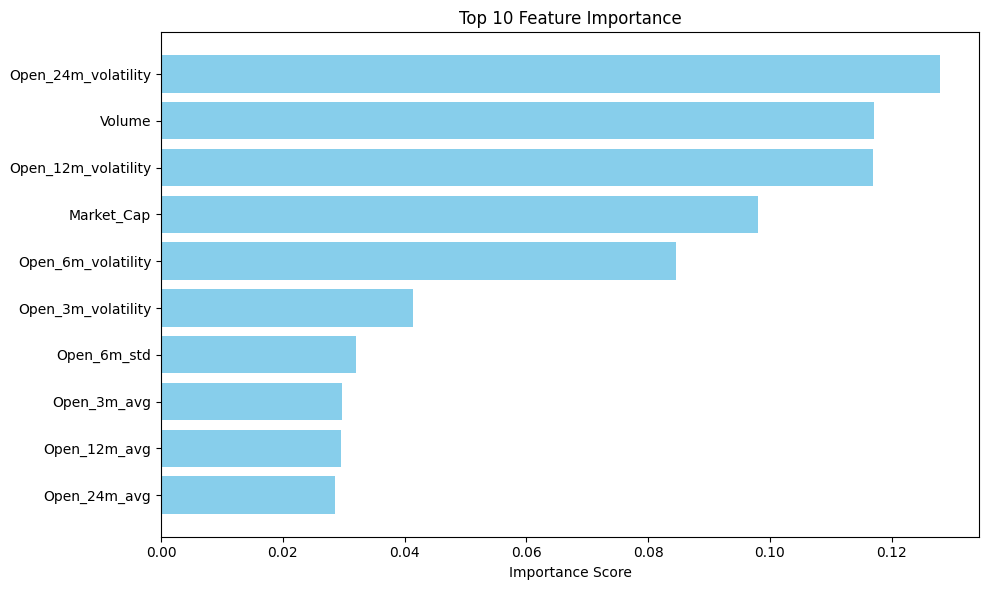 Top 10 Feature Importance
Open_24m_volatility
Volume
Open_12m_volatility
Market_Cap
Open_6m_volatility
Open_3m_volatility
Open_6m_std
Open_3m_avg
Open_12m_avg
Open_24m_avg
0.00 0.02 0.04 0.06 0.08 0.10 0.12
Importance Score